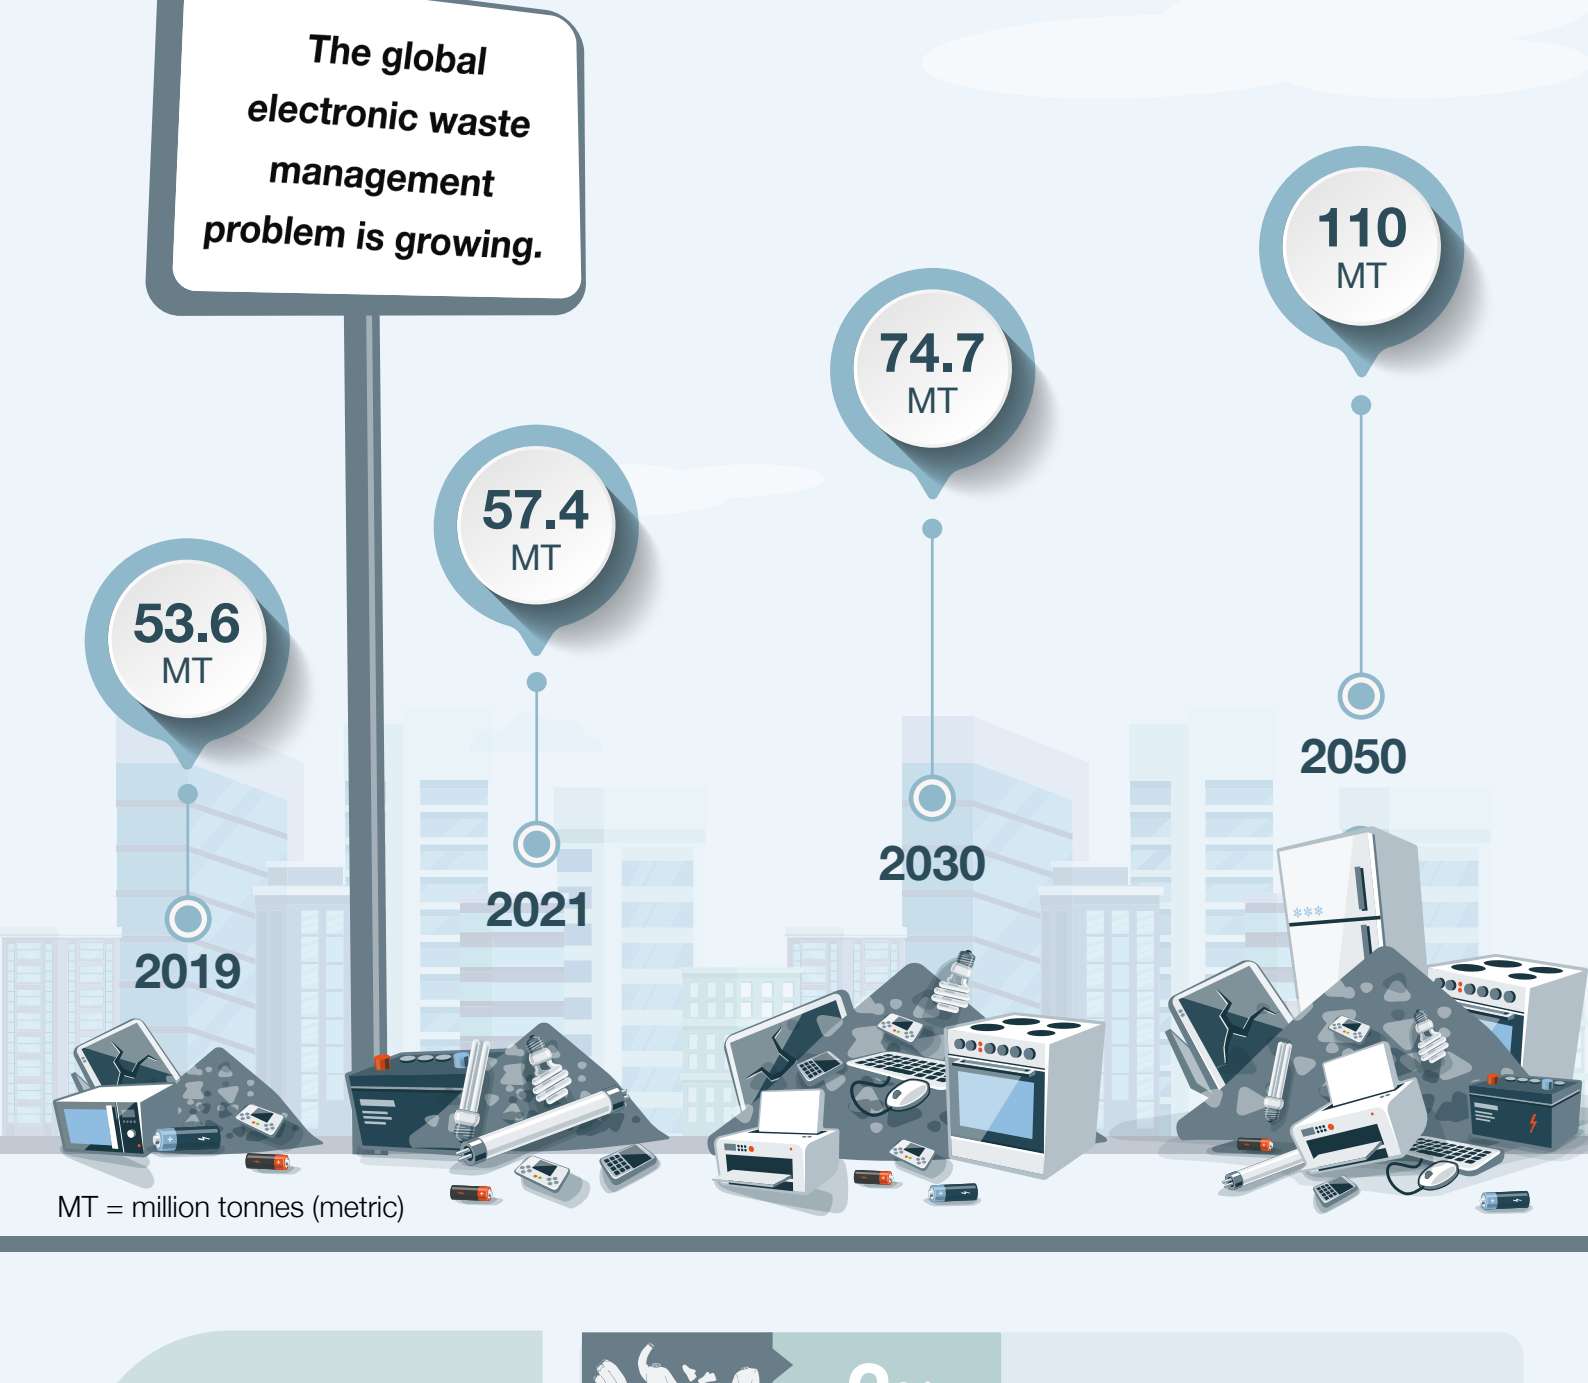 The global
electronic waste
management
problem is growing.
110
MT
74.7
MT
57.4
MT
53.6
MT
2050
2030
2021
2019
MT = million tonnes (metric)